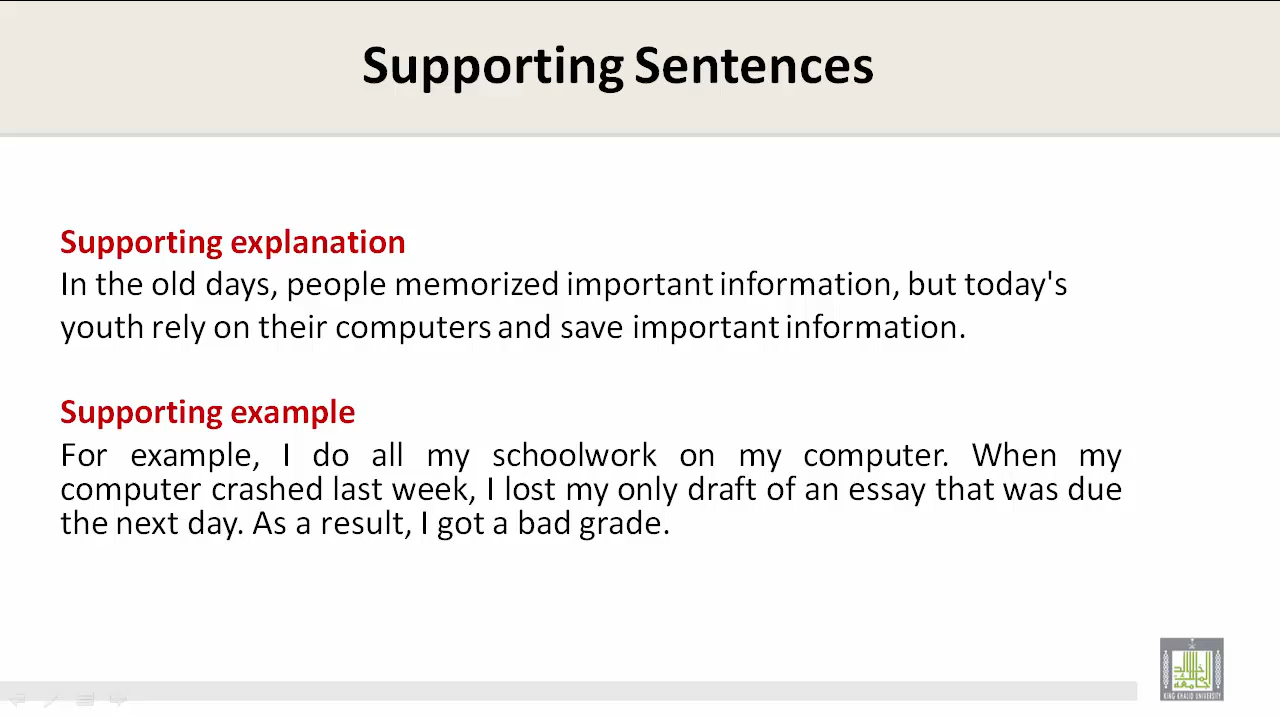 Supporting Sentences
Supporting explanation
In the old days, people memorized important information, but today's
youth rely on their computers and save important information.
Supporting example
For example, I do all my schoolwork on my computer. When my
computer crashed last week, I lost my only draft of an essay that was due
the next day. As a result, I got a bad grade.
KING KHALID UNIVERSITY